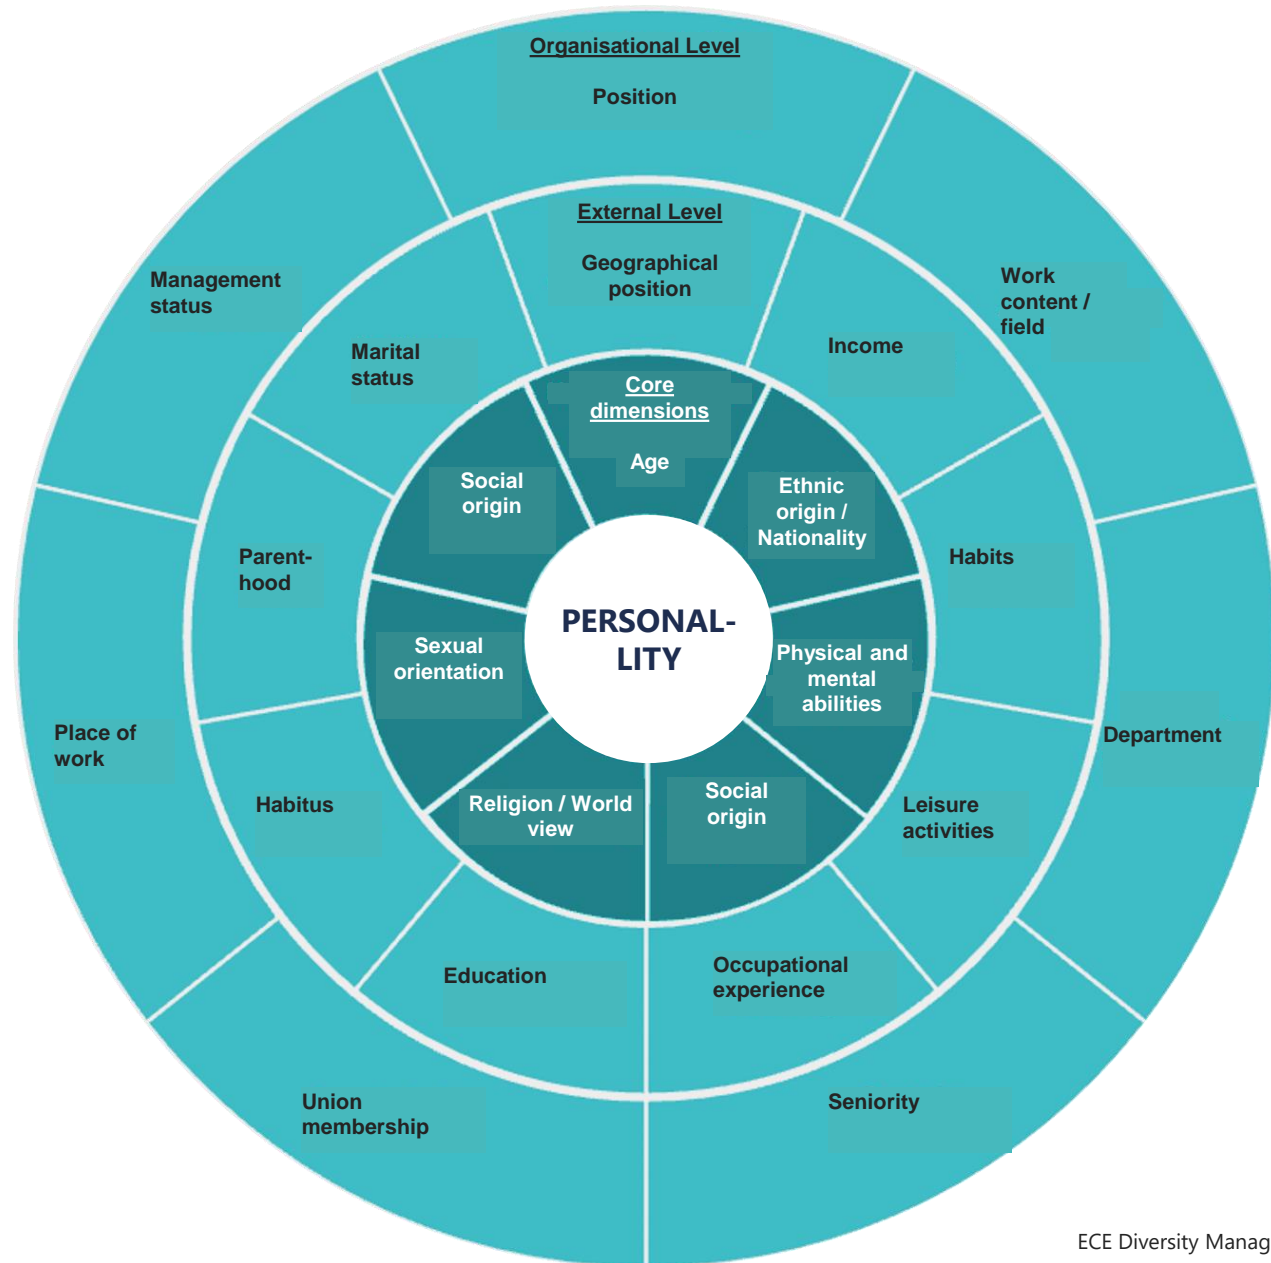 Organisational Level
Position
External Level
Geographical
position
Management
status
Work
content /
field
Marital
status
Income
Core
dimensions
Age
Social
origin
Ethnic
origin /
Nationality
Parent-
hood
Habits
PERSONAL-
LITY
Sexual
orientation
Physical and
mental
abilities
Place of
work
Department
Habitus
Religion / World
view
Social
origin
Leisure
activities
Education
Occupational
experience
Union
membership
Seniority
ECE Diversity Manag